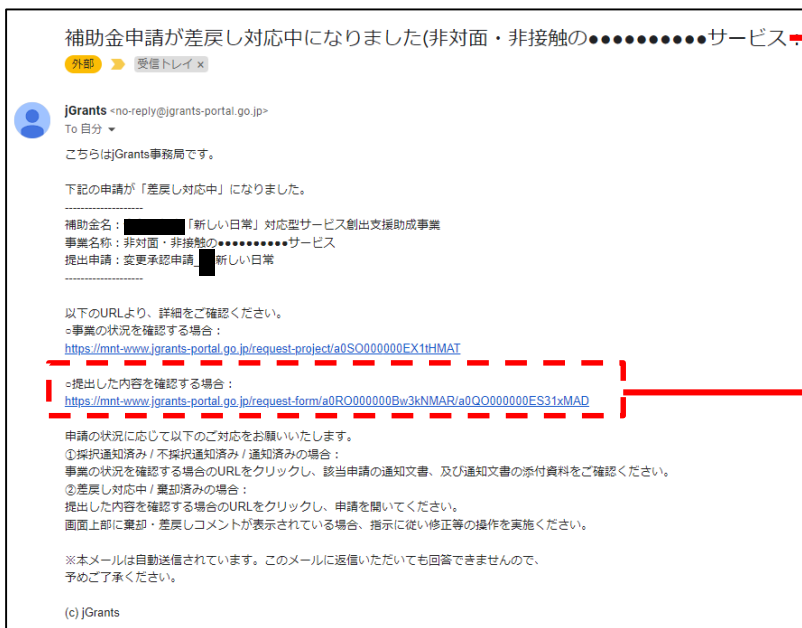 補助金申請が差戻し対応中になりました(非対面・非接触の●●●●●●●●●●サービス
外部 受信トレイ ×
jGrants <no-reply@jgrants-portal.go.jp>
To 自分
こちらはjGrants事務局です。
下記の申請が「差戻し対応中」になりました。
--------------------
補助金名：「新しい日常」対応型サービス創出支援助成事業
事業名称：非対面・非接触の●●●●●●●●●●サービス
提出申請：変更承認申請_新しい日常
--------------------
以下のURLより、詳細をご確認ください。
○事業の状況を確認する場合：
https://mnt-www.jgrants-portal.go.jp/request-project/a0SO000000EX1tHMAT
○提出した内容を確認する場合：
https://mnt-www.jgrants-portal.go.jp/request-form/a0RO000000Bw3kNMAR/a0QO000000ES31xMAD
申請の状況に応じて以下のご対応をお願いいたします。
①採択通知済み / 不採択通知済み / 通知済みの場合：
事業の状況を確認する場合のURLをクリックし、該当申請の通知文書、及び通知文書の添付資料をご確認ください。
②差戻し対応中 / 棄却済みの場合：
提出した内容を確認する場合のURLをクリックし、申請を開いてください。
画面上部に棄却・差戻しコメントが表示されている場合、指示に従い修正等の操作を実施ください。
※本メールは自動送信されています。このメールに返信いただいても回答できませんので、
予めご了承ください。
(c) jGrants